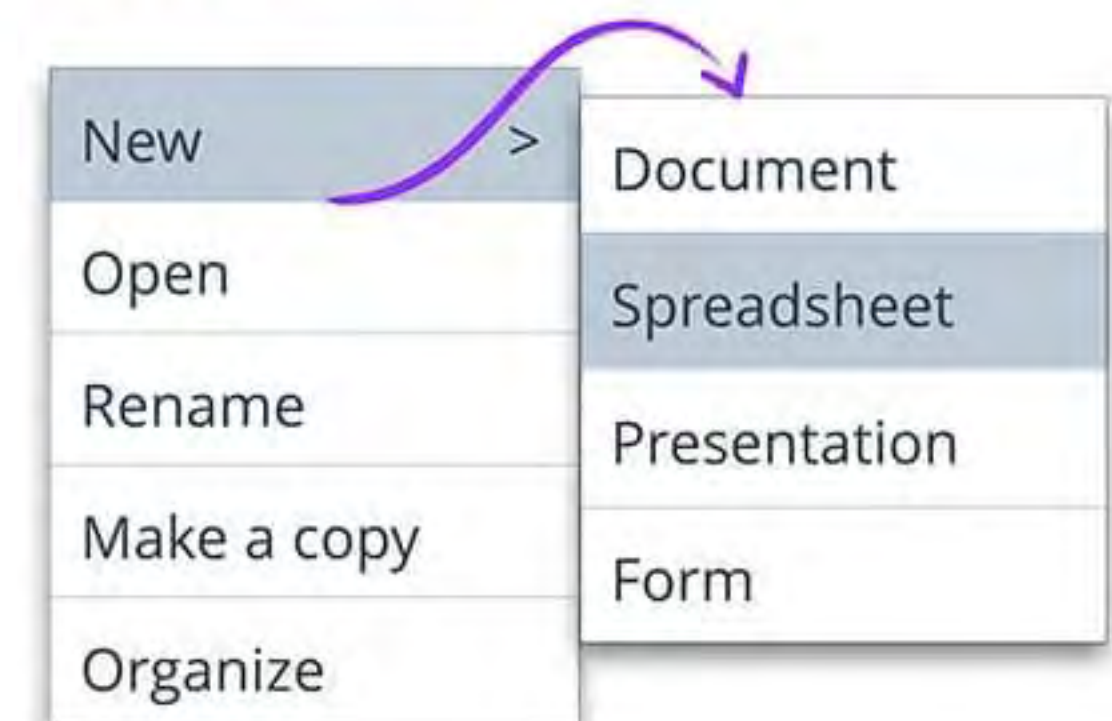 New >
Open
Rename
Make a copy
Organize
Document
Spreadsheet
Presentation
Form